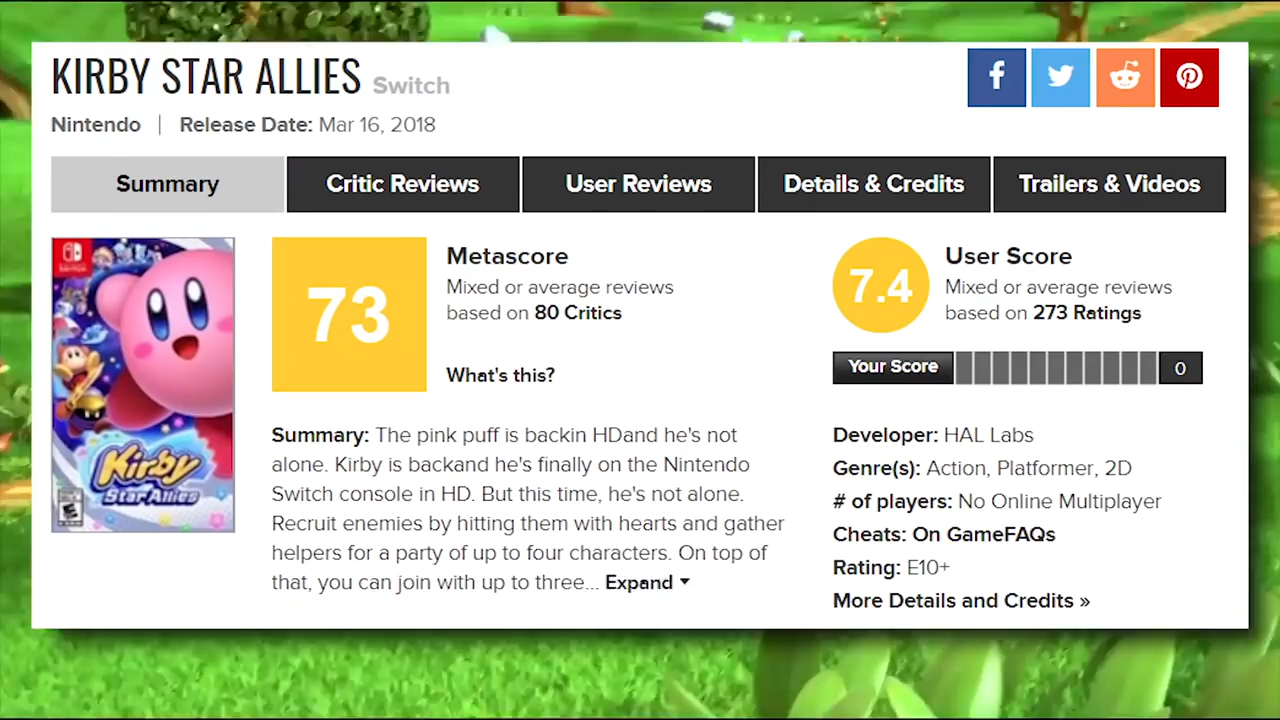 KIRBY STAR ALLIES Switch
Nintendo | Release Date: Mar 16, 2018
Summary
Critic Reviews
User Reviews
Details & Credits
Trailers & Videos
Kirby
Star Allies
73
Metascore
Mixed or average reviews
based on 80 Critics
What's this?
7.4
User Score
Mixed or average reviews
based on 273 Ratings
Your Score
0
Summary: The pink puff is backin HDand he's not
alone. Kirby is backand he's finally on the Nintendo
Switch console in HD. But this time, he's not alone.
Recruit enemies by hitting them with hearts and gather
helpers for a party of up to four characters. On top of
that, you can join with up to three... Expand
Developer: HAL Labs
Genre(s): Action, Platformer, 2D
# of players: No Online Multiplayer
Cheats: On GameFAQs
Rating: E10+
More Details and Credits »